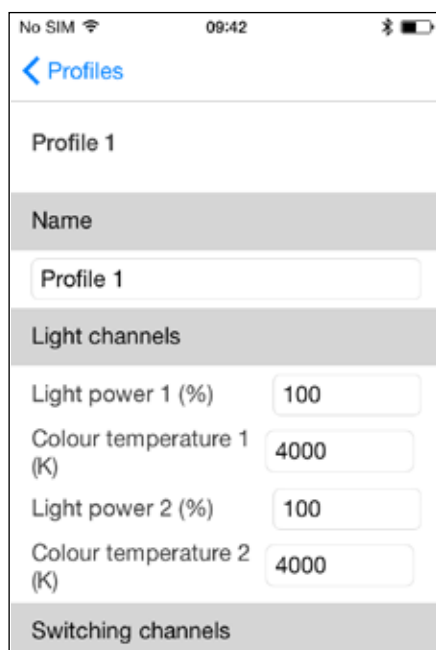 No SIM 09:42
Profiles
Profile 1
Name
Profile 1
Light channels
Light power 1 (%) 100
Colour temperature 1
(K) 4000
Light power 2 (%) 100
Colour temperature 2
(K) 4000
Switching channels